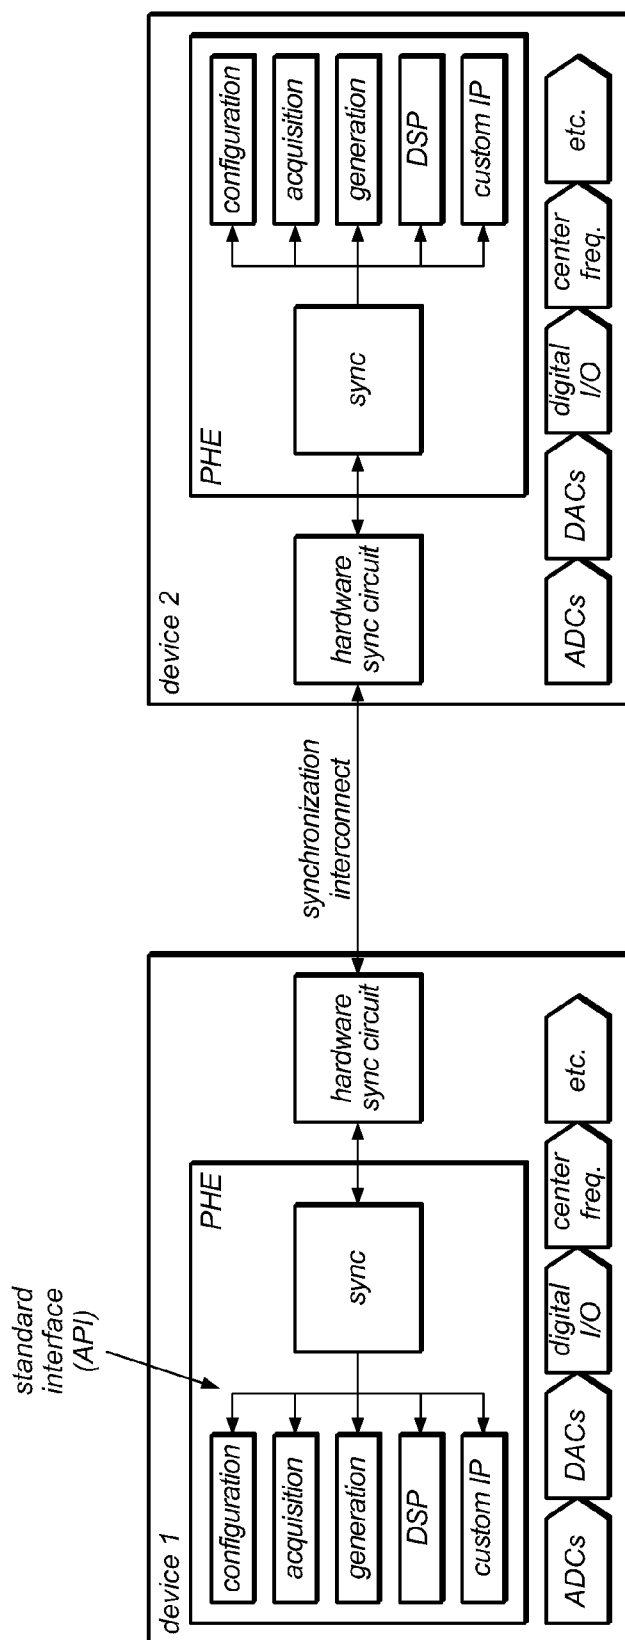 standard
interface
(API)
device 1
PHE
configuration
acquisition
generation
DSP
custom IP
sync
hardware
sync circuit
ADCs
DACs
digital
I/O
center
freq.
etc.
synchronization
interconnect
device 2
hardware
sync circuit
PHE
sync
configuration
acquisition
generation
DSP
custom IP
ADCs
DACs
digital
I/O
center
freq.
etc.